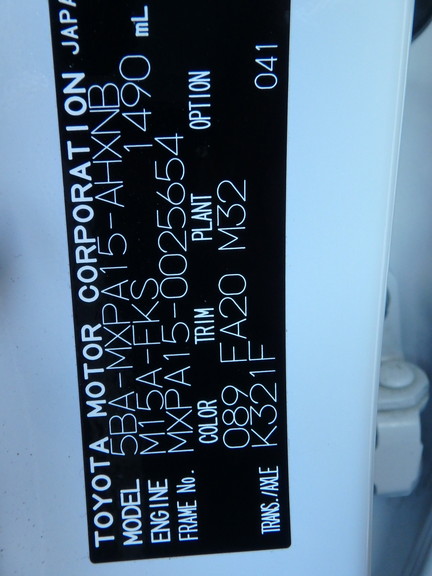 TOYOTA MOTOR CORPORATION JAPA
MODEL 5BA-MXPA15-AHXNB
ENGINE M15A-FKS 1490 mL
FRAME No. MXPA15-0025654
COLOR TRIM PLANT OPTION
089 FA20 M32
TRANS./AXLE K321F 041